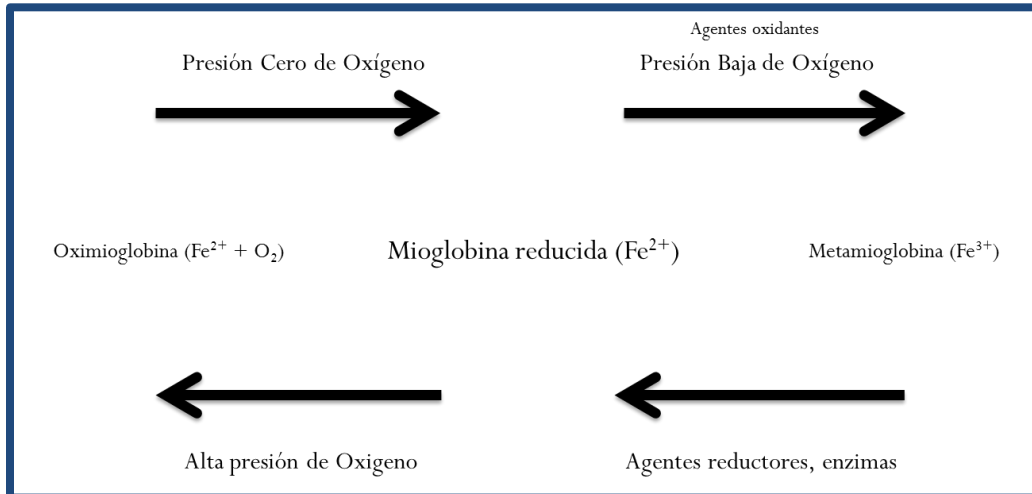 Agentes oxidantes
Presión Cero de Oxígeno
Presión Baja de Oxígeno
Oximioglobina (Fe²⁺ + O₂)
Mioglobina reducida (Fe²⁺)
Metamioglobina (Fe³⁺)
Alta presión de Oxigeno
Agentes reductores, enzimas